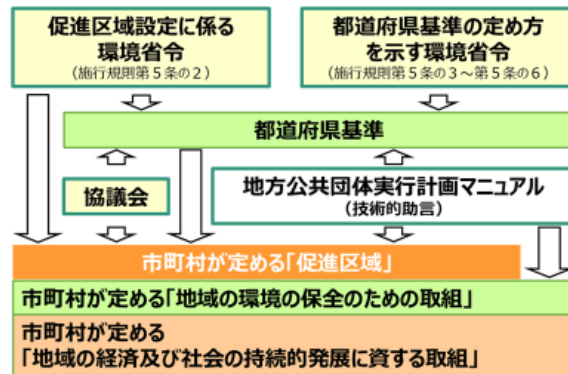 促進区域設定に係る
環境省令
（施行規則第５条の２）
都道府県基準の定め方
を示す環境省令
（施行規則第５条の３～第５条の６）
都道府県基準
協議会
地方公共団体実行計画マニュアル
（技術的助言）
市町村が定める「促進区域」
市町村が定める「地域の環境の保全のための取組」
市町村が定める
「地域の経済及び社会の持続的発展に資する取組」